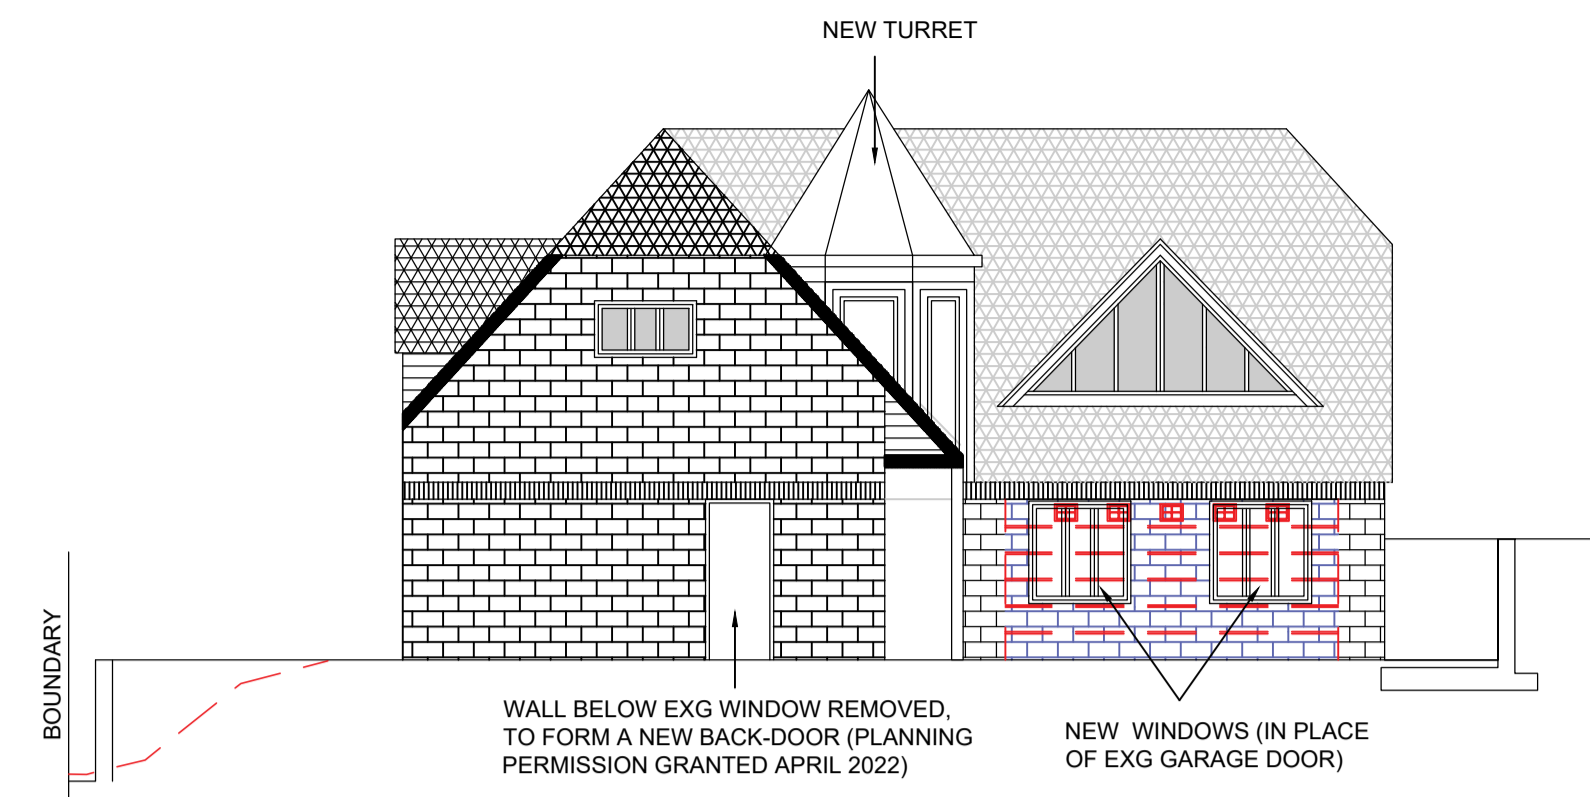 NEW TURRET
BOUNDARY
WALL BELOW EXG WINDOW REMOVED,
TO FORM A NEW BACK-DOOR (PLANNING
PERMISSION GRANTED APRIL 2022)
NEW WINDOWS (IN PLACE
OF EXG GARAGE DOOR)